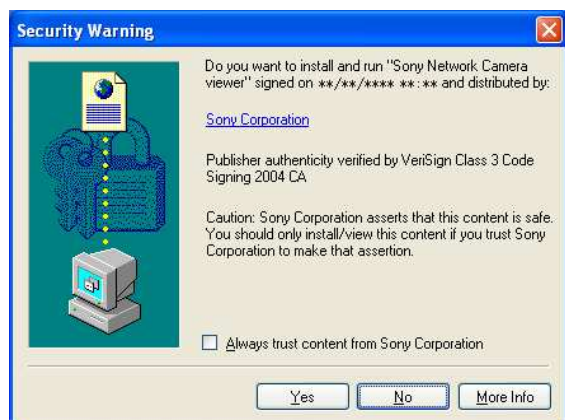 Security Warning
Do you want to install and run "Sony Network Camera
viewer" signed on **/**/**** **:** and distributed by:
Sony Corporation
Publisher authenticity verified by VeriSign Class 3 Code
Signing 2004 CA
Caution: Sony Corporation asserts that this content is safe.
You should only install/view this content if you trust Sony
Corporation to make that assertion.
Always trust content from Sony Corporation
Yes No More Info